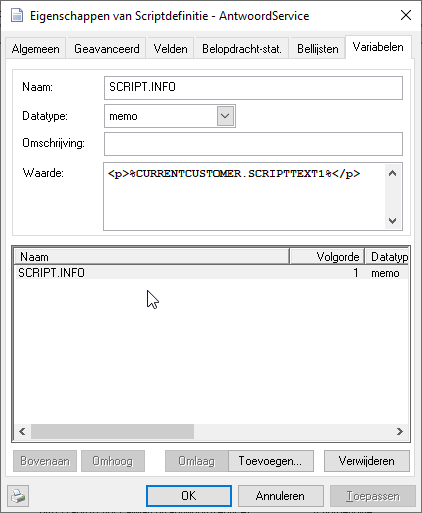 Eigenschappen van Scriptdefinitie - AntwoordService
Algemeen Geavanceerd Velden Belopdracht-stat. Bellijsten Variabelen
Naam: SCRIPT.INFO
Datatype: memo
Omschrijving:
Waarde: <p>%CURRENTCUSTOMER.SCRIPTTEXT1%</p>
Naam Volgorde Datatyp
SCRIPT.INFO 1 memo
Bovenaan Omhoog Omlaag Toevoegen... Verwijderen
OK Annuleren Toepassen